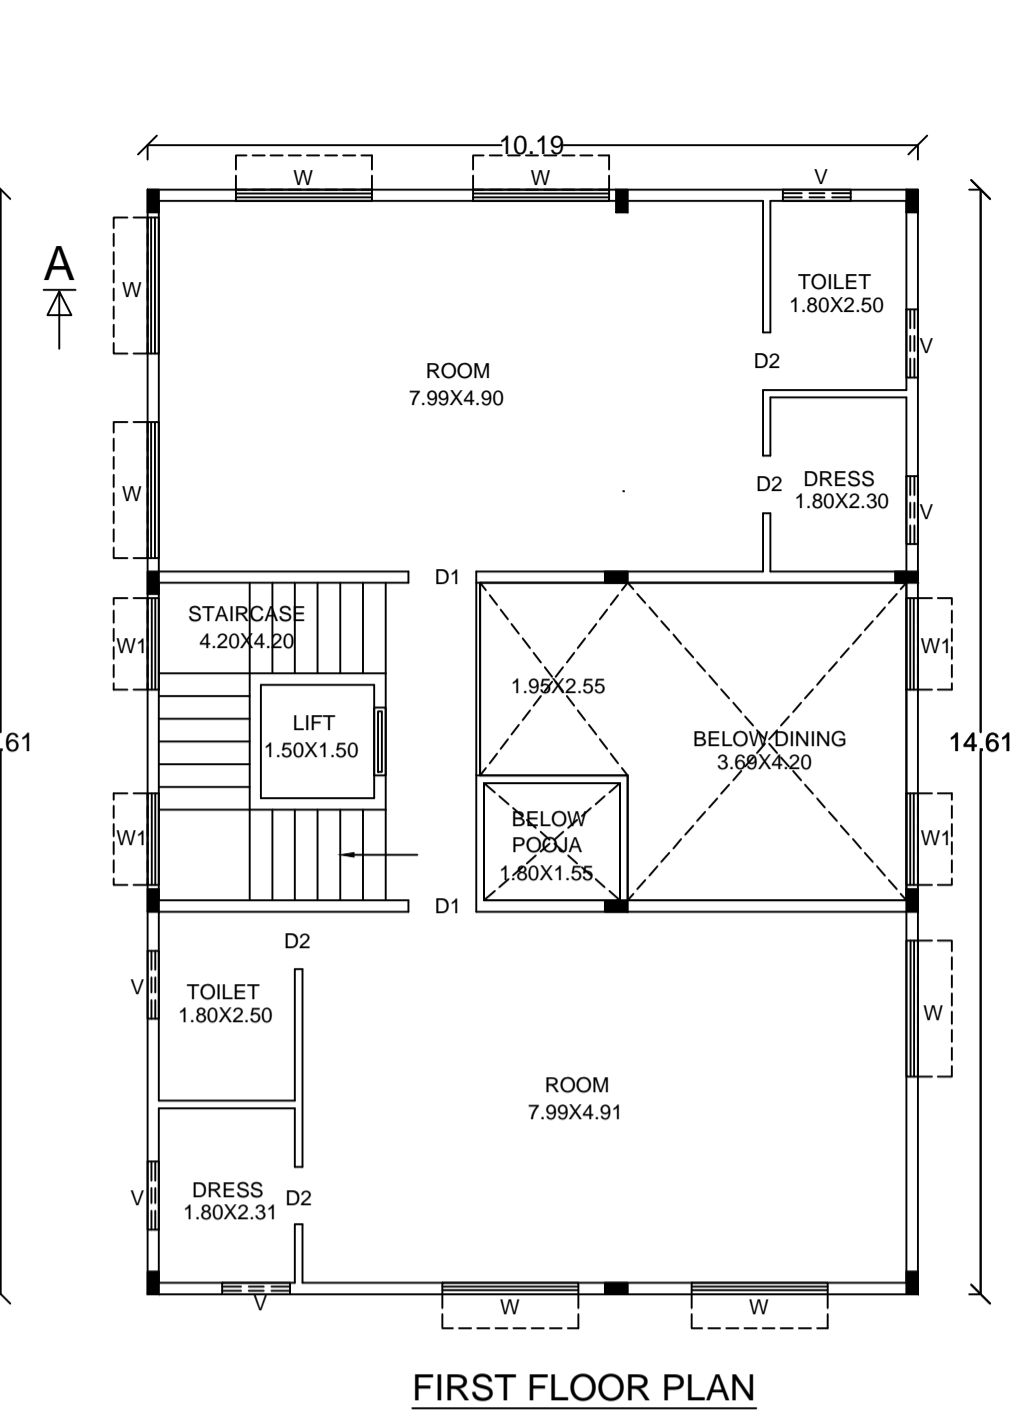 10.19
W
W
V
A
W
TOILET
1.80X2.50
V
D2
ROOM
7.99X4.90
W
D2
DRESS
1.80X2.30
V
D1
STAIRCASE
4.20X4.20
W1
W1
1.95X2.55
LIFT
1.50X1.50
BELOW DINING
3.69X4.20
.61
14.61
BELOW
POOJA
1.80X1.55
W1
W1
D1
D2
V
TOILET
1.80X2.50
W
ROOM
7.99X4.91
V
DRESS
1.80X2.31
D2
V
W
W
FIRST FLOOR PLAN